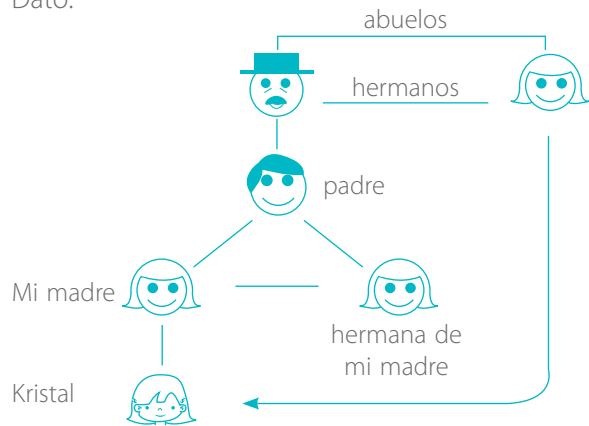 Dato:
abuelos
hermanos
padre
Mi madre
hermana de
mi madre
Kristal